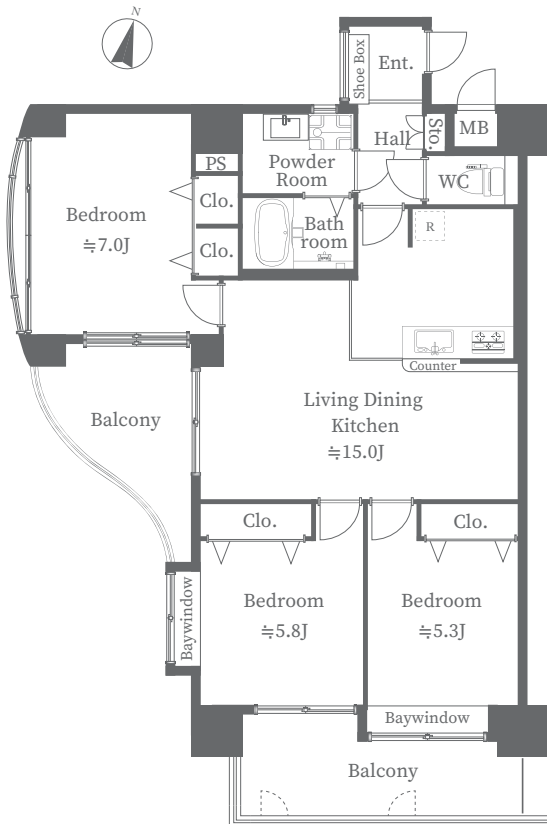 N
Shoe Box
Ent.
Hall
Sto.
MB
Powder
Room
PS
Clo.
WC
Bedroom
≒7.0J
Clo.
Bath
room
R
Counter
Balcony
Living Dining
Kitchen
≒15.0J
Clo.
Clo.
Baywindow
Bedroom
≒5.8J
Bedroom
≒5.3J
Baywindow
Balcony